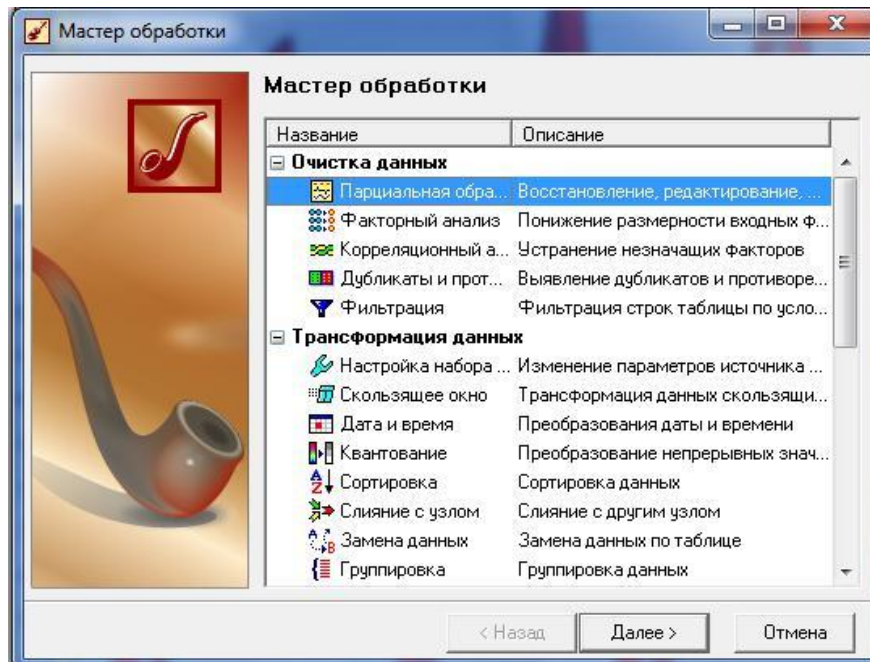 Мастер обработки
Мастер обработки
Название Описание
Очистка данных
Парциальная обра... Восстановление, редактирование, ...
Факторный анализ Понижение размерности входных ф...
Корреляционный а... Устранение незначащих факторов
Дубликаты и прот... Выявление дубликатов и противоре...
Фильтрация Фильтрация строк таблицы по усло...
Трансформация данных
Настройка набора ... Изменение параметров источника ...
Скользящее окно Трансформация данных скользящи...
Дата и время Преобразования даты и времени
Квантование Преобразование непрерывных знач...
Сортировка Сортировка данных
Слияние с узлом Слияние с другим узлом
Замена данных Замена данных по таблице
Группировка Группировка данных
< Назад Далее > Отмена